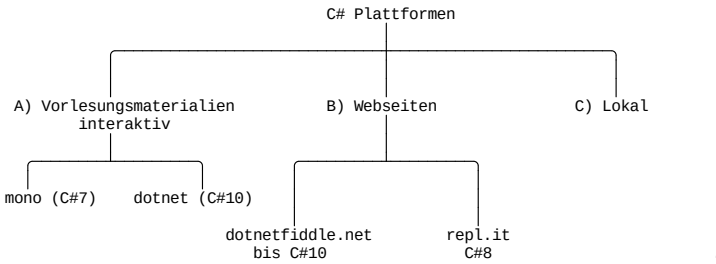 C# Plattformen
A) Vorlesungsmaterialien
interaktiv
B) Webseiten
C) Lokal
mono (C#7)
dotnet (C#10)
dotnetfiddle.net
bis C#10
repl.it
C#8